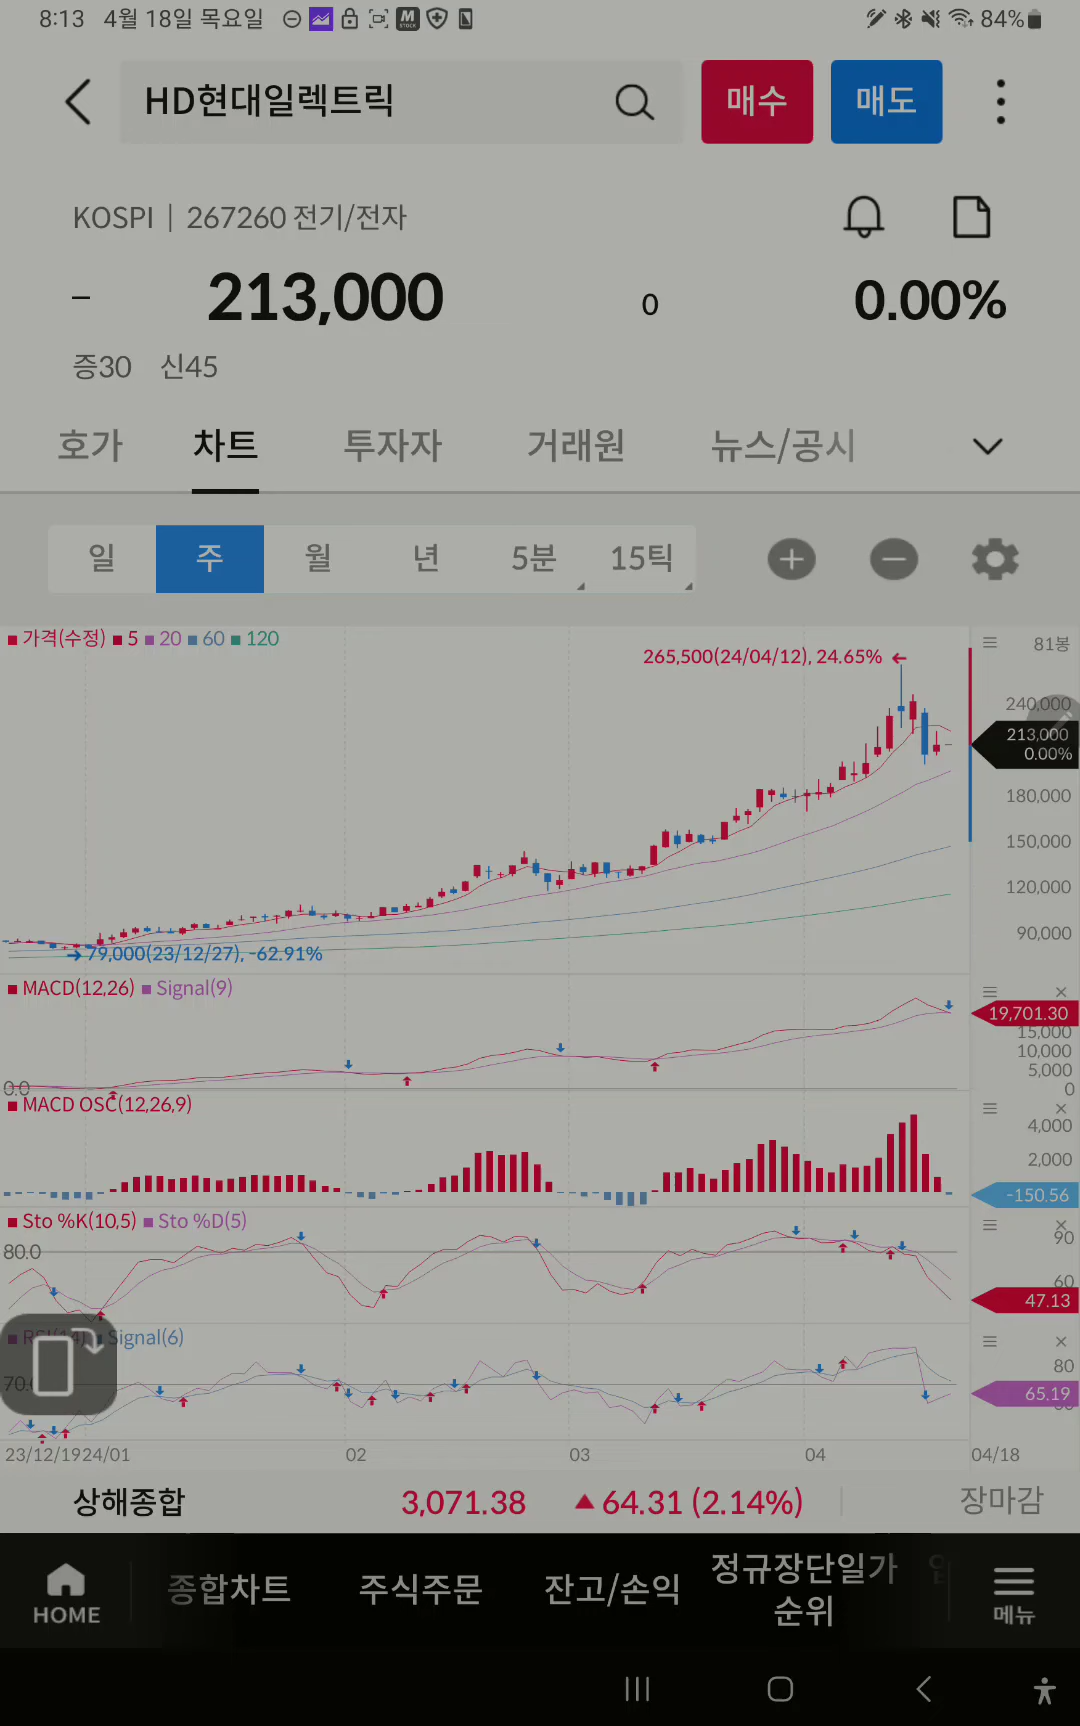 8:13 4월 18일 목요일 84%
M STOCK
HD현대일렉트릭 매수 매도
KOSPI | 267260 전기/전자
213,000 0 0.00%
증30 신45
호가 차트 투자자 거래원 뉴스/공시
일 주 월 년 5분 15틱
가격(수정) 5 20 60 120 81봉
265,500(24/04/12), 24.65%
240,000
213,000
0.00%
180,000
150,000
120,000
90,000
79,000(23/12/27), -62.91%
MACD(12,26) Signal(9)
19,701.30
15,000
10,000
5,000
0.0 0
MACD OSC(12,26,9)
4,000
2,000
-150.56
Sto %K(10,5) Sto %D(5)
80.0 90
60
47.13
RSI(14) Signal(6)
80
65.19
23/12/19 24/01 02 03 04 04/18
상해종합 3,071.38 ▲ 64.31 (2.14%) 장마감
HOME 종합차트 주식주문 잔고/손익 정규장단일가 순위 메뉴